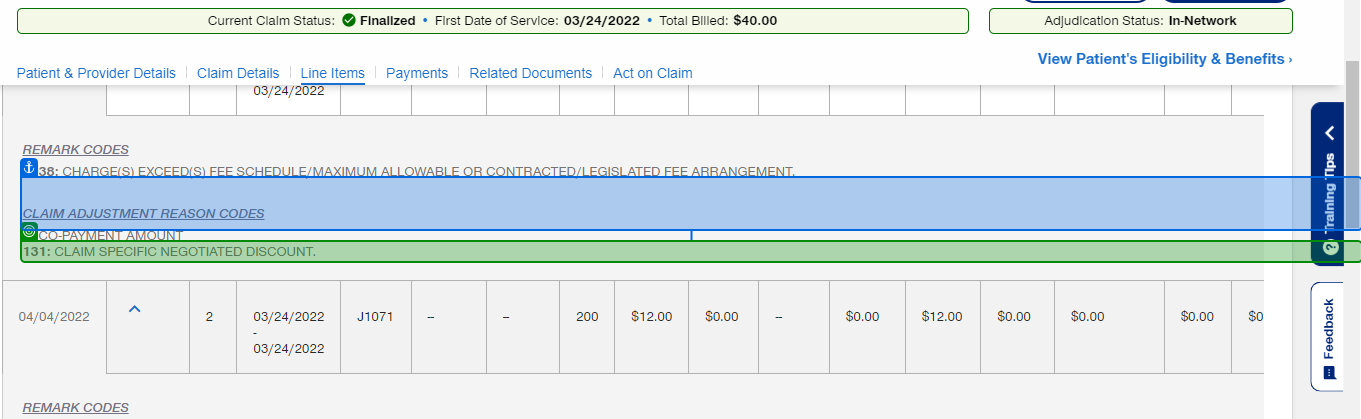 Current Claim Status: Finalized • First Date of Service: 03/24/2022 • Total Billed: $40.00
Adjudication Status: In-Network
View Patient's Eligibility & Benefits ›
Patient & Provider Details | Claim Details | Line Items | Payments | Related Documents | Act on Claim
03/24/2022
REMARK CODES
38: CHARGE(S) EXCEED(S) FEE SCHEDULE/MAXIMUM ALLOWABLE OR CONTRACTED/LEGISLATED FEE ARRANGEMENT.
CLAIM ADJUSTMENT REASON CODES
CO-PAYMENT AMOUNT
131: CLAIM SPECIFIC NEGOTIATED DISCOUNT.
04/04/2022 2 03/24/2022 J1071 -- -- 200 $12.00 $0.00 -- $0.00 $12.00 $0.00 $0.00 $0.00 $0
-
03/24/2022
REMARK CODES
Training Tips
Feedback